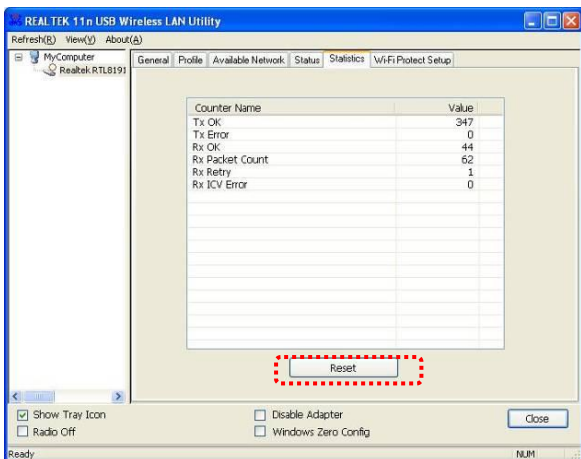 REALTEK 11n USB Wireless LAN Utility
Refresh(R) View(V) About(A)
MyComputer
Realtek RTL8191
General Profile Available Network Status Statistics Wi-Fi Protect Setup
Counter Name Value
Tx OK 347
Tx Error 0
Rx OK 44
Rx Packet Count 62
Rx Retry 1
Rx ICV Error 0
Reset
Show Tray Icon Disable Adapter
Radio Off Windows Zero Config
Close
Ready NUM